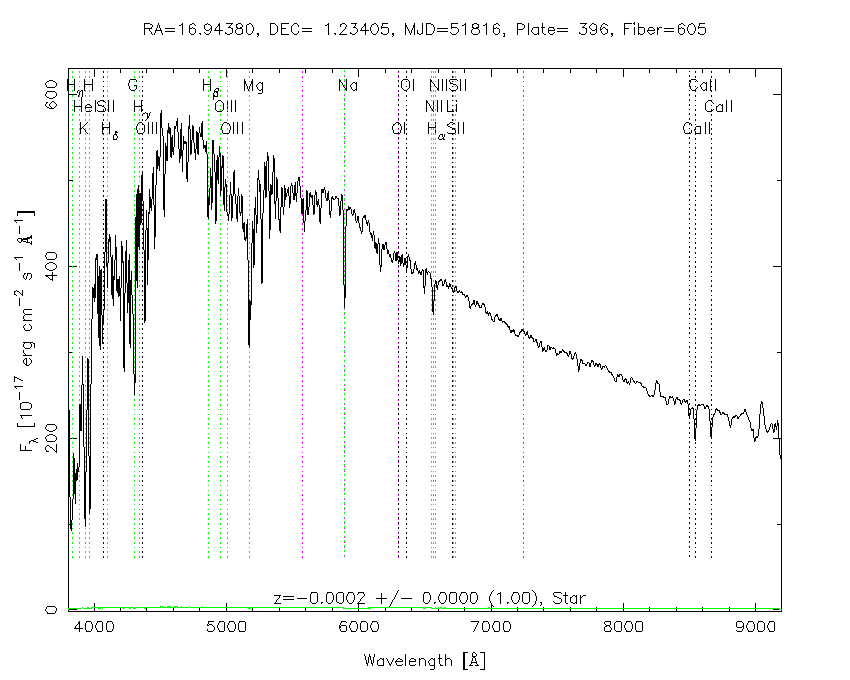 RA=16.94380, DEC= 1.23405, MJD=51816, Plate= 396, Fiber=605
Hη H G Hβ Mg Na OI NII SII CaII
HeI SII Hγ OIII NII Li CaII
K Hδ OIII OIII OI Hα SII CaII
600
400
200
0
Fλ [10−17 erg cm−2 s−1 Å−1]
z=−0.0002 +/− 0.0000 (1.00), Star
4000 5000 6000 7000 8000 9000
Wavelength [Å]